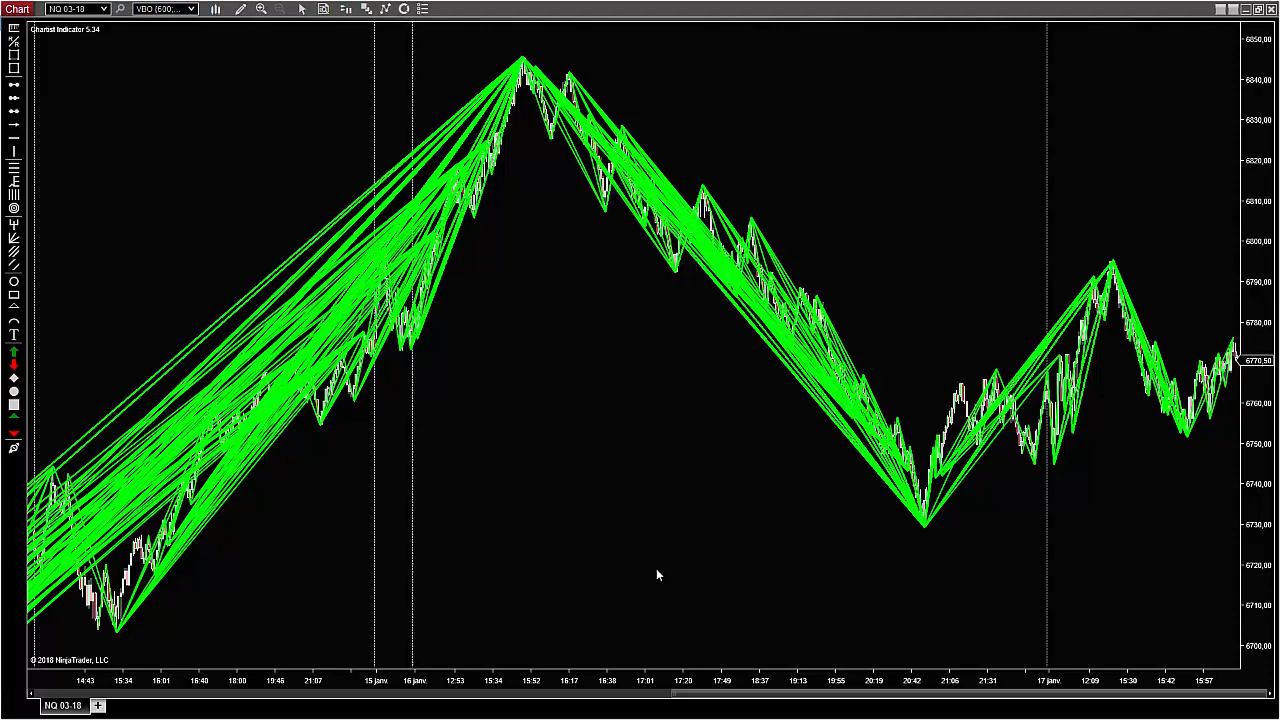 Chart
NQ 03-18
VBO (600;...
Chartist Indicator 5.34
6850,00
6840,00
6830,00
6820,00
6810,00
6800,00
6790,00
6780,00
6770,50
6760,00
6750,00
6740,00
6730,00
6720,00
6710,00
6700,00
© 2018 NinjaTrader, LLC
14:43 15:34 16:01 16:40 18:00 19:46 21:07 15 janv. 16 janv. 12:53 15:34 15:52 16:17 16:38 17:01 17:20 17:49 18:37 19:13 19:55 20:19 20:42 21:06 21:31 17 janv. 12:09 15:30 15:42 15:57
NQ 03-18